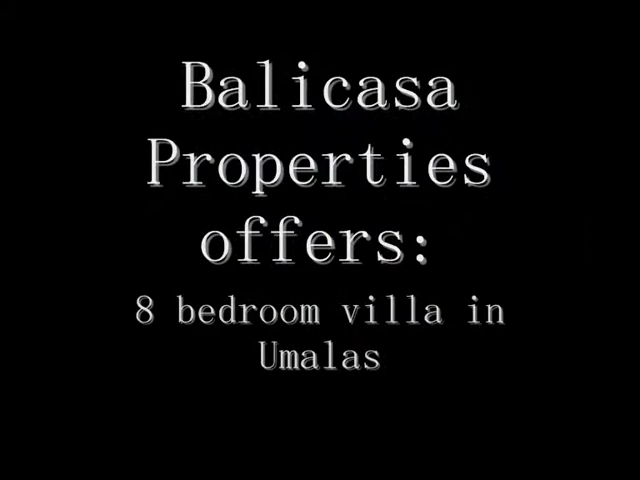 Balicasa
Properties
offers:
8 bedroom villa in
Umalas